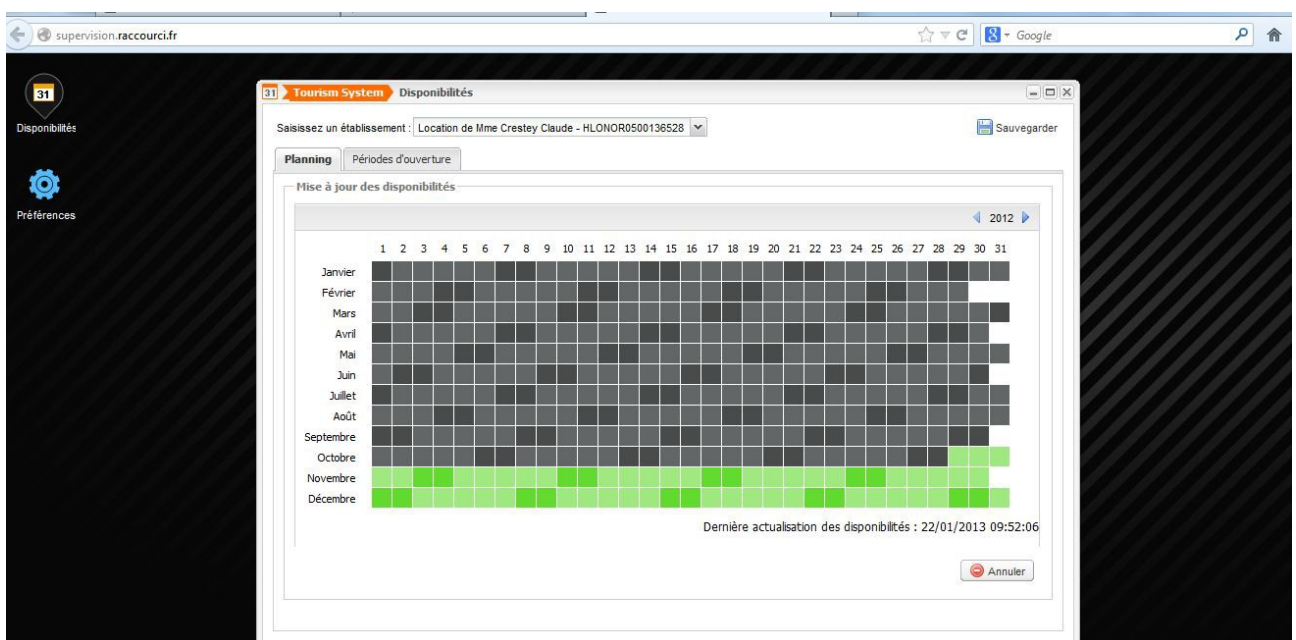 supervision.raccourci.fr
Google
31 Tourism System Disponibilités
31
Disponibilités
Saisissez un établissement : Location de Mme Crestey Claude - HLONOR0500136528
Sauvegarder
Planning Périodes d'ouverture
Mise à jour des disponibilités
Préférences
2012
1 2 3 4 5 6 7 8 9 10 11 12 13 14 15 16 17 18 19 20 21 22 23 24 25 26 27 28 29 30 31
Janvier
Février
Mars
Avril
Mai
Juin
Juillet
Août
Septembre
Octobre
Novembre
Décembre
Dernière actualisation des disponibilités : 22/01/2013 09:52:06
Annuler